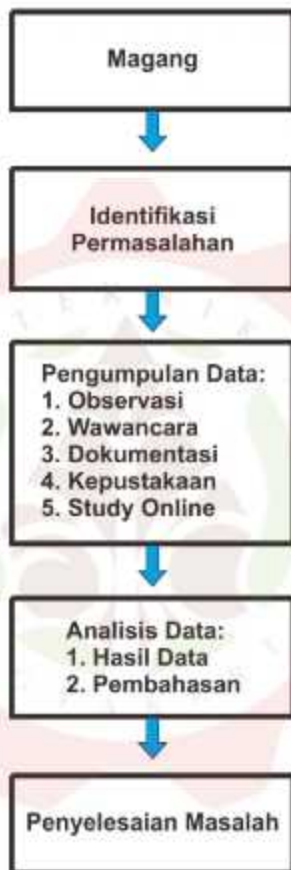 Magang
Identifikasi
Permasalahan
Pengumpulan Data:
1. Observasi
2. Wawancara
3. Dokumentasi
4. Kepustakaan
5. Study Online
Analisis Data:
1. Hasil Data
2. Pembahasan
Penyelesaian Masalah